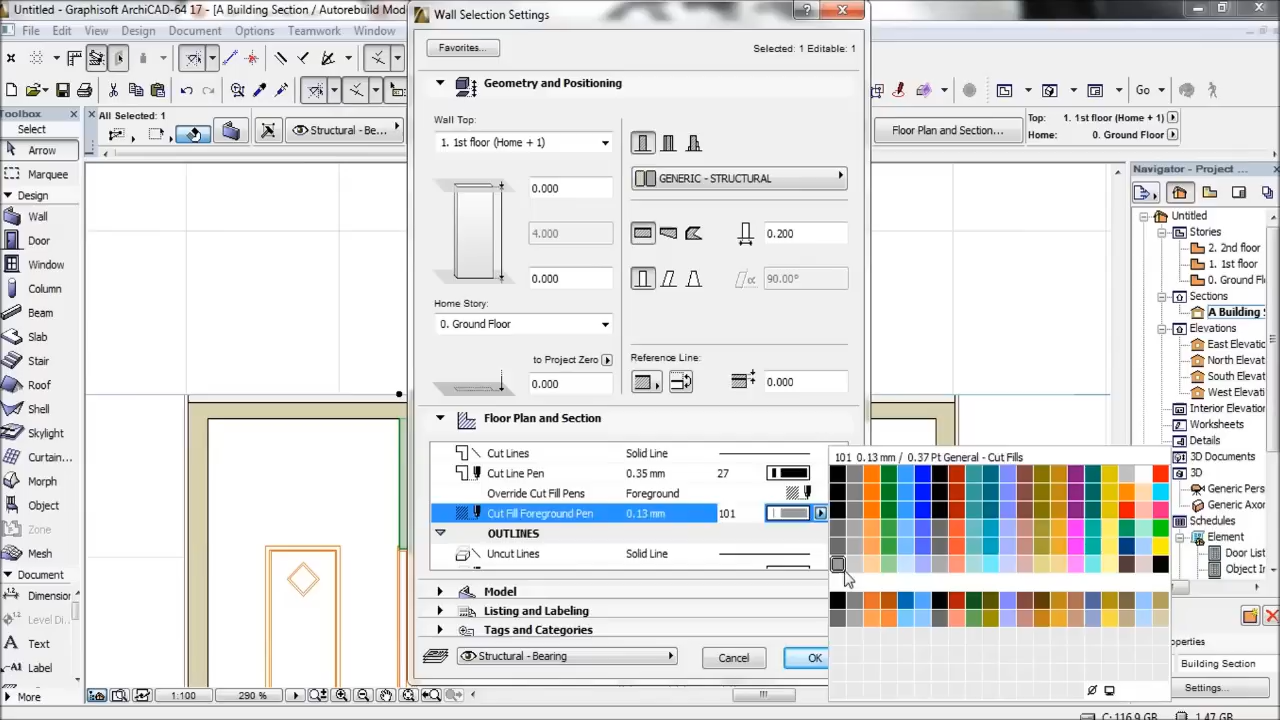 Untitled - Graphisoft ArchiCAD-64 17 - [A Building Section / Autorebuild Mod
File Edit View Design Document Options Teamwork Window
All Selected: 1
Structural - Be...
Toolbox
Select
Arrow
Marquee
Design
Wall
Door
Window
Column
Beam
Slab
Stair
Roof
Shell
Skylight
Curtain...
Morph
Object
Zone
Mesh
Document
Dimension
Level Di
Text
Label
More
1:100
290 %
Wall Selection Settings
Favorites...
Selected: 1 Editable: 1
Geometry and Positioning
Wall Top:
1. 1st floor (Home + 1)
0.000
4.000
0.000
Home Story:
0. Ground Floor
to Project Zero
0.000
GENERIC - STRUCTURAL
0.200
90.00°
Reference Line:
0.000
Floor Plan and Section
Cut Lines Solid Line
Cut Line Pen 0.35 mm 27
Override Cut Fill Pens Foreground
Cut Fill Foreground Pen 0.13 mm 101
OUTLINES
Uncut Lines Solid Line
Model
Listing and Labeling
Tags and Categories
Structural - Bearing
Cancel
OK
101 0.13 mm / 0.37 Pt General - Cut Fills
Go
Floor Plan and Section...
Top: 1. 1st floor (Home + 1)
Home: 0. Ground Floor
Navigator - Project ...
Untitled
Stories
2. 2nd floor
1. 1st floor
0. Ground Fl
Sections
A Building S
Elevations
East Elevat
North Eleva
South Eleva
West Elevat
Interior Elevatio
Worksheets
Details
3D Documents
3D
Generic Pers
Generic Axor
Schedules
Element
Door List
Object In
roperties
Building Section
Settings...
C: 116.9 GB
1.47 GB